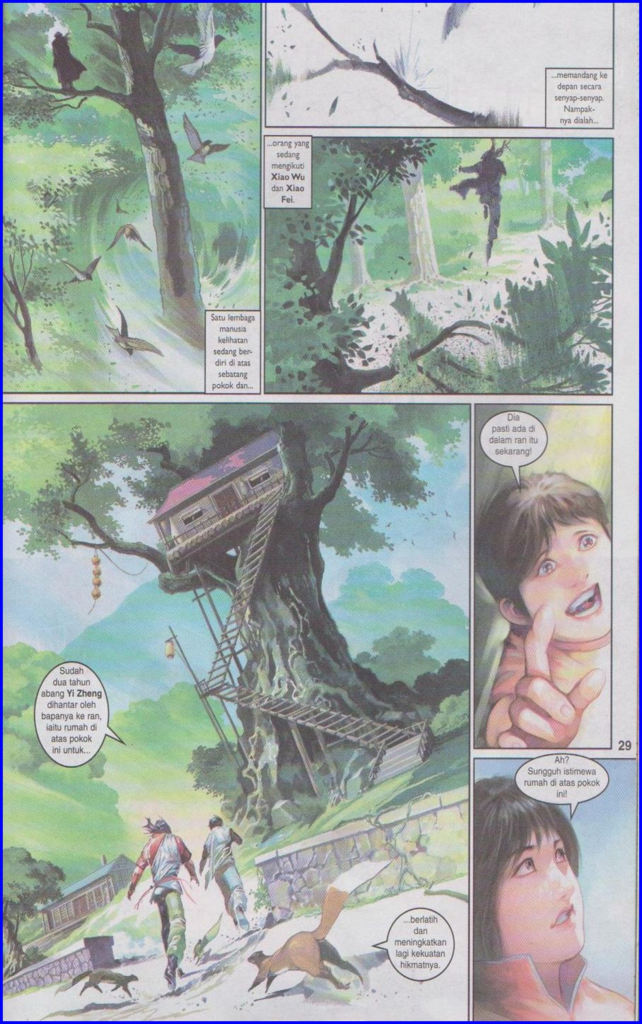 Satu lembaga
manusia
kelihatan
sedang ber-
diri di atas
sebatang
pokok dan...
...memandang ke
depan secara
senyap-senyap.
Nampak-
nya dialah...
...orang yang
sedang
mengikuti
Xiao Wu
dan Xiao
Fei.
Sudah
dua tahun
abang Yi Zheng
dihantar oleh
bapanya ke ran,
iaitu rumah di
atas pokok
ini untuk...
...berlatih
dan
meningkatkan
lagi kekuatan
hikmatnya.
Dia
pasti ada di
dalam ran itu
sekarang!
29
Ah?
Sungguh istimewa
rumah di atas pokok
ini!